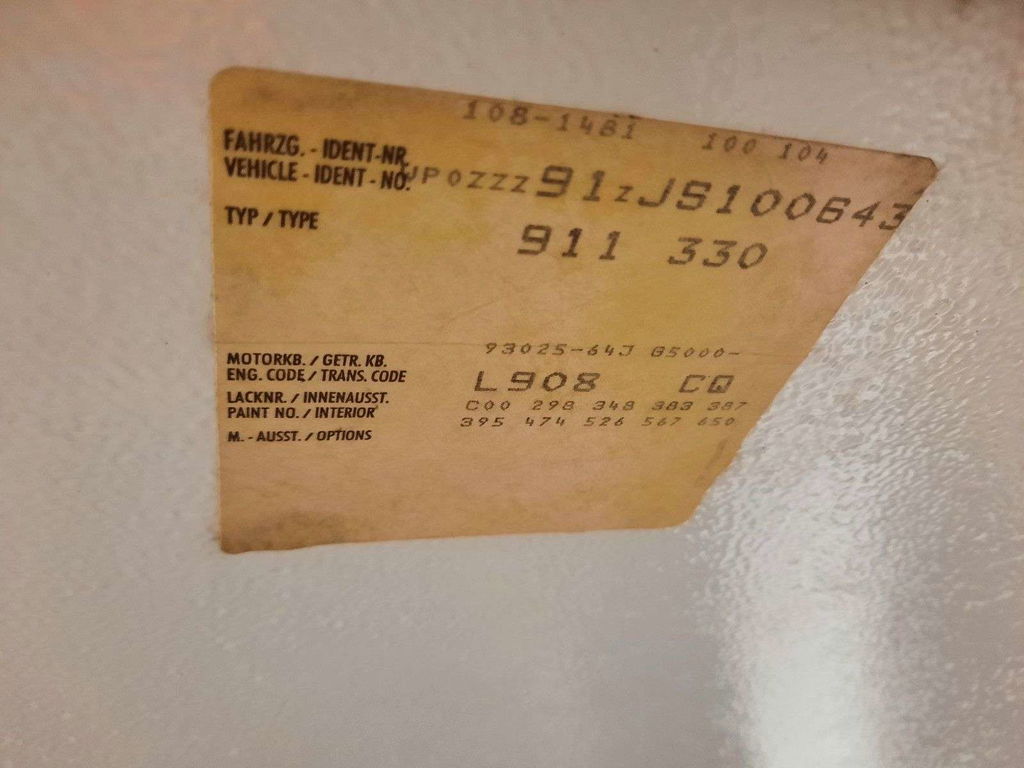 108-1481 100 104
FAHRZG. - IDENT-NR.
VEHICLE - IDENT - NO. WP0ZZZ91ZJS100643
TYP / TYPE 911 330
93025-64J G5000-
MOTORKB. / GETR. KB.
ENG. CODE / TRANS. CODE L908 CQ
LACKNR. / INNENAUSST. C00 298 348 383 387
PAINT NO. / INTERIOR 395 474 526 567 650
M. - AUSST. / OPTIONS